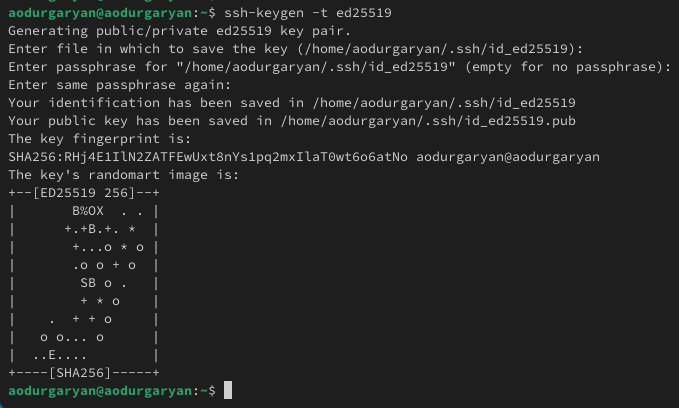 aodurgaryan@aodurgaryan:~$ ssh-keygen -t ed25519
Generating public/private ed25519 key pair.
Enter file in which to save the key (/home/aodurgaryan/.ssh/id_ed25519):
Enter passphrase for "/home/aodurgaryan/.ssh/id_ed25519" (empty for no passphrase):
Enter same passphrase again:
Your identification has been saved in /home/aodurgaryan/.ssh/id_ed25519
Your public key has been saved in /home/aodurgaryan/.ssh/id_ed25519.pub
The key fingerprint is:
SHA256:RHj4E1IlN2ZATFEwUxt8nYs1pq2mxIlaT0wt6o6atNo aodurgaryan@aodurgaryan
The key's randomart image is:
+--[ED25519 256]--+
|       B%OX  . . |
|      +.+B.+. *  |
|       +...o * o |
|       .o o + o  |
|        SB o .   |
|        + * o    |
|    .  + + o     |
|   o o... o      |
|  ..E....        |
+----[SHA256]-----+
aodurgaryan@aodurgaryan:~$